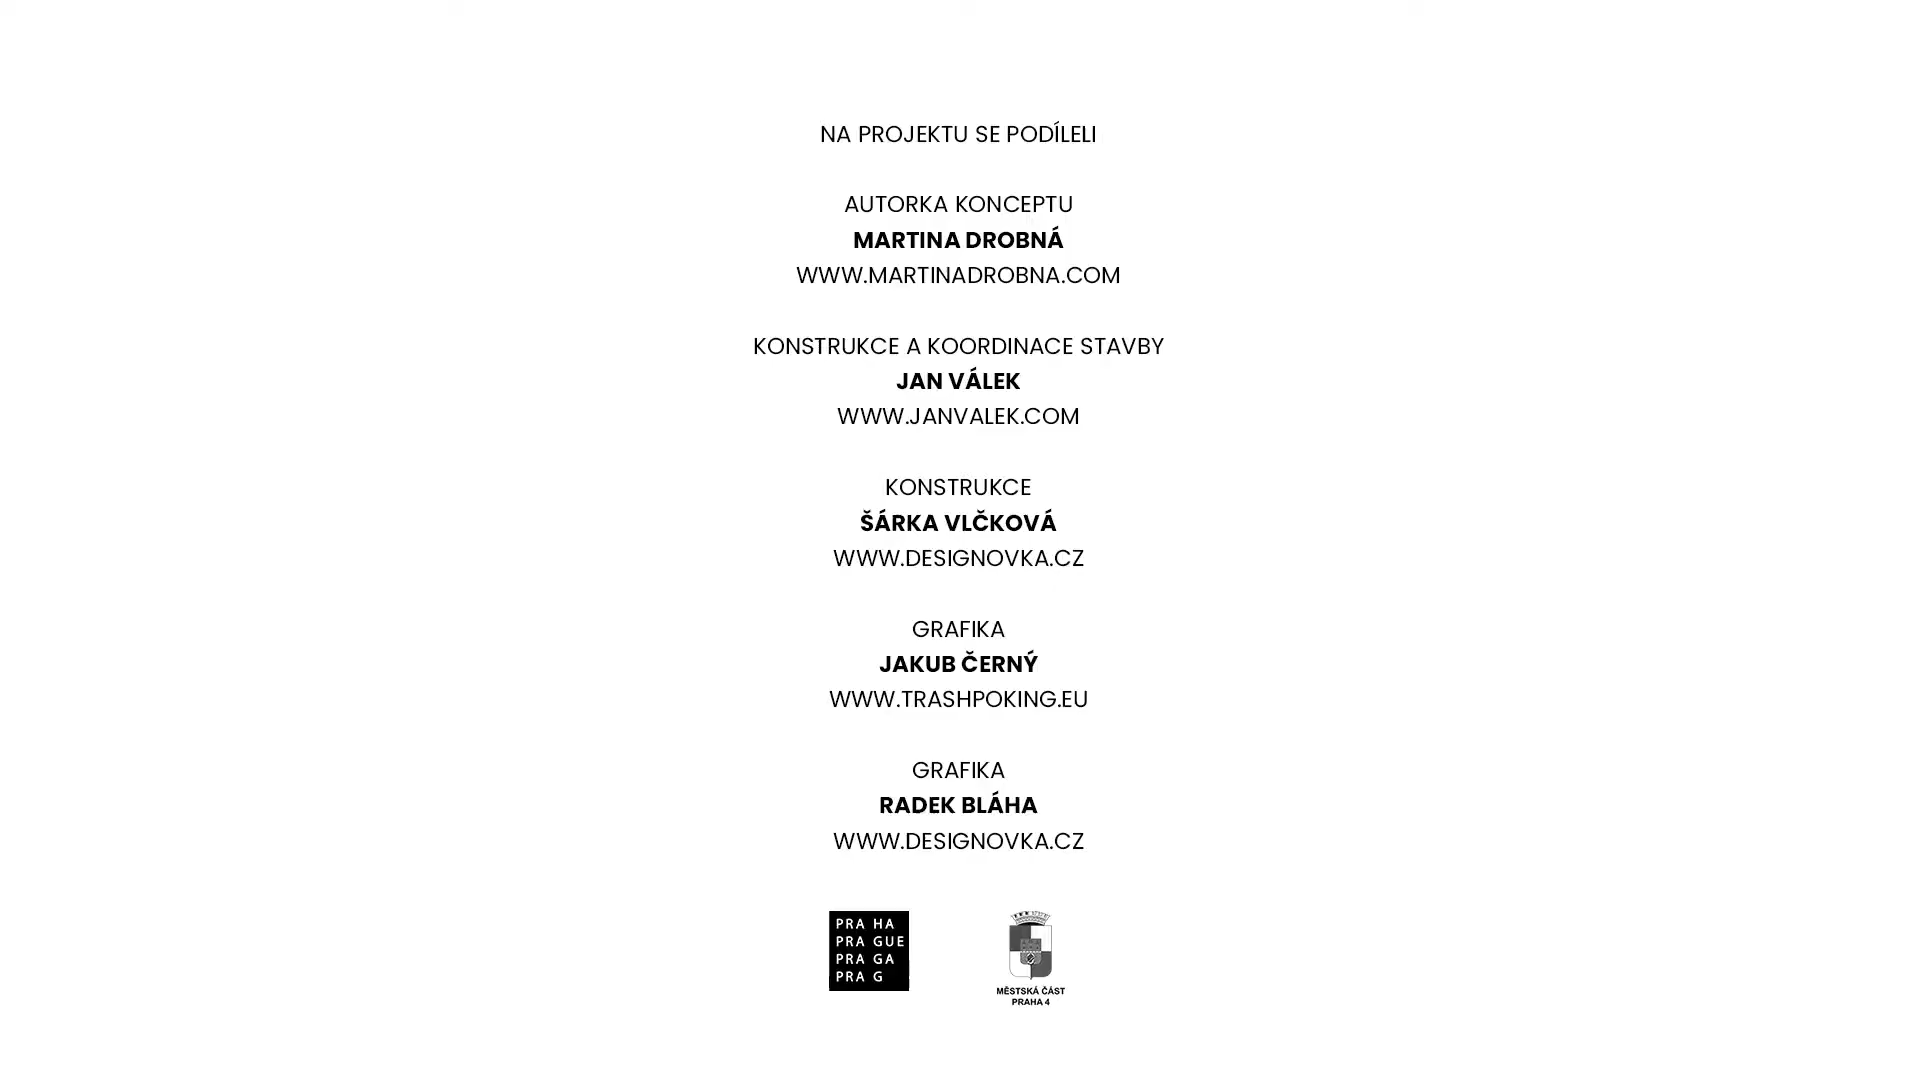 NA PROJEKTU SE PODÍLELI
AUTORKA KONCEPTU
MARTINA DROBNÁ
WWW.MARTINADROBNA.COM
KONSTRUKCE A KOORDINACE STAVBY
JAN VÁLEK
WWW.JANVALEK.COM
KONSTRUKCE
ŠÁRKA VLČKOVÁ
WWW.DESIGNOVKA.CZ
GRAFIKA
JAKUB ČERNÝ
WWW.TRASHPOKING.EU
GRAFIKA
RADEK BLÁHA
WWW.DESIGNOVKA.CZ
PRA HA
PRA GUE
PRA GA
PRA G
MĚSTSKÁ ČÁST
PRAHA 4